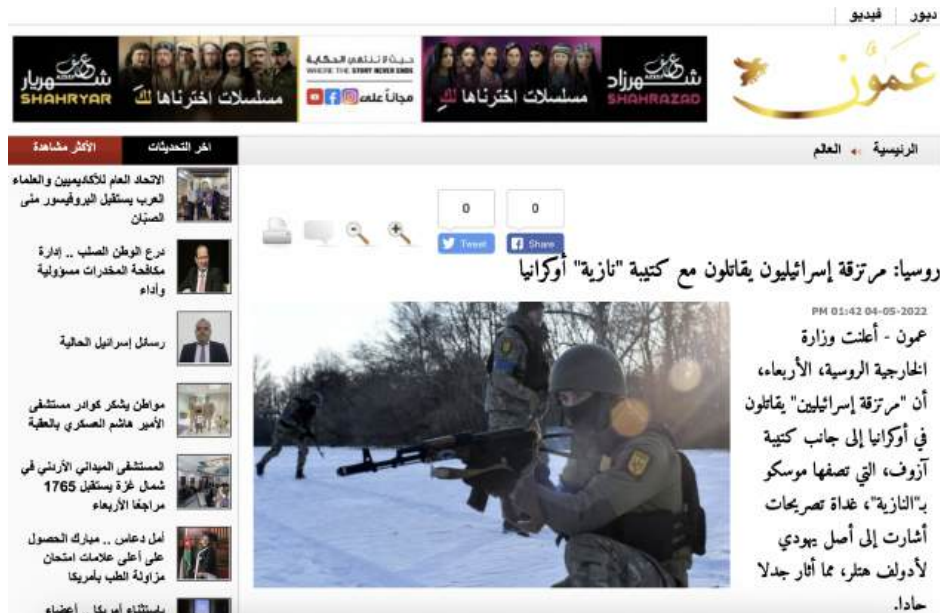 دبور
فيديو
عمون
شهرزاد
SHAHRAZAD
مسلسلات اخترناها لكِ
حيث لا تنتهي الحكاية
WHERE THE STORY NEVER ENDS
مجاناً على
مسلسلات اخترناها لكَ
شهريار
SHAHRYAR
الرئيسية
العالم
0
0
Share
Tweet
روسيا: مرتزقة إسرائيليون يقاتلون مع كتيبة "نازية" أوكرانيا
PM 01:42 04-05-2022
عمون - أعلنت وزارة
الخارجية الروسية، الأربعاء،
أن "مرتزقة إسرائيليين" يقاتلون
في أوكرانيا إلى جانب كتيبة
آزوف، التي تصفها موسكو
بـ"النازية"، غداة تصريحات
أشارت إلى أصل يهودي
لأدولف هتلر، مما أثار جدلا
حادا.
اخر التحديثات
الأكثر مشاهدة
الاتحاد العام للأكاديميين والعلماء
العرب يستقبل البروفيسور منى
الصبّان
درع الوطن الصلب .. إدارة
مكافحة المخدرات مسؤولية
وأداء
رسائل إسرائيل الحالية
مواطن يشكر كوادر مستشفى
الأمير هاشم العسكري بالعقبة
المستشفى الميداني الأردني في
شمال غزة يستقبل 1765
مراجعًا الأربعاء
أمل دعاس .. مبارك الحصول
على أعلى علامات امتحان
مزاولة الطب بأمريكا
باستثناء أمريكا .. أعضاء